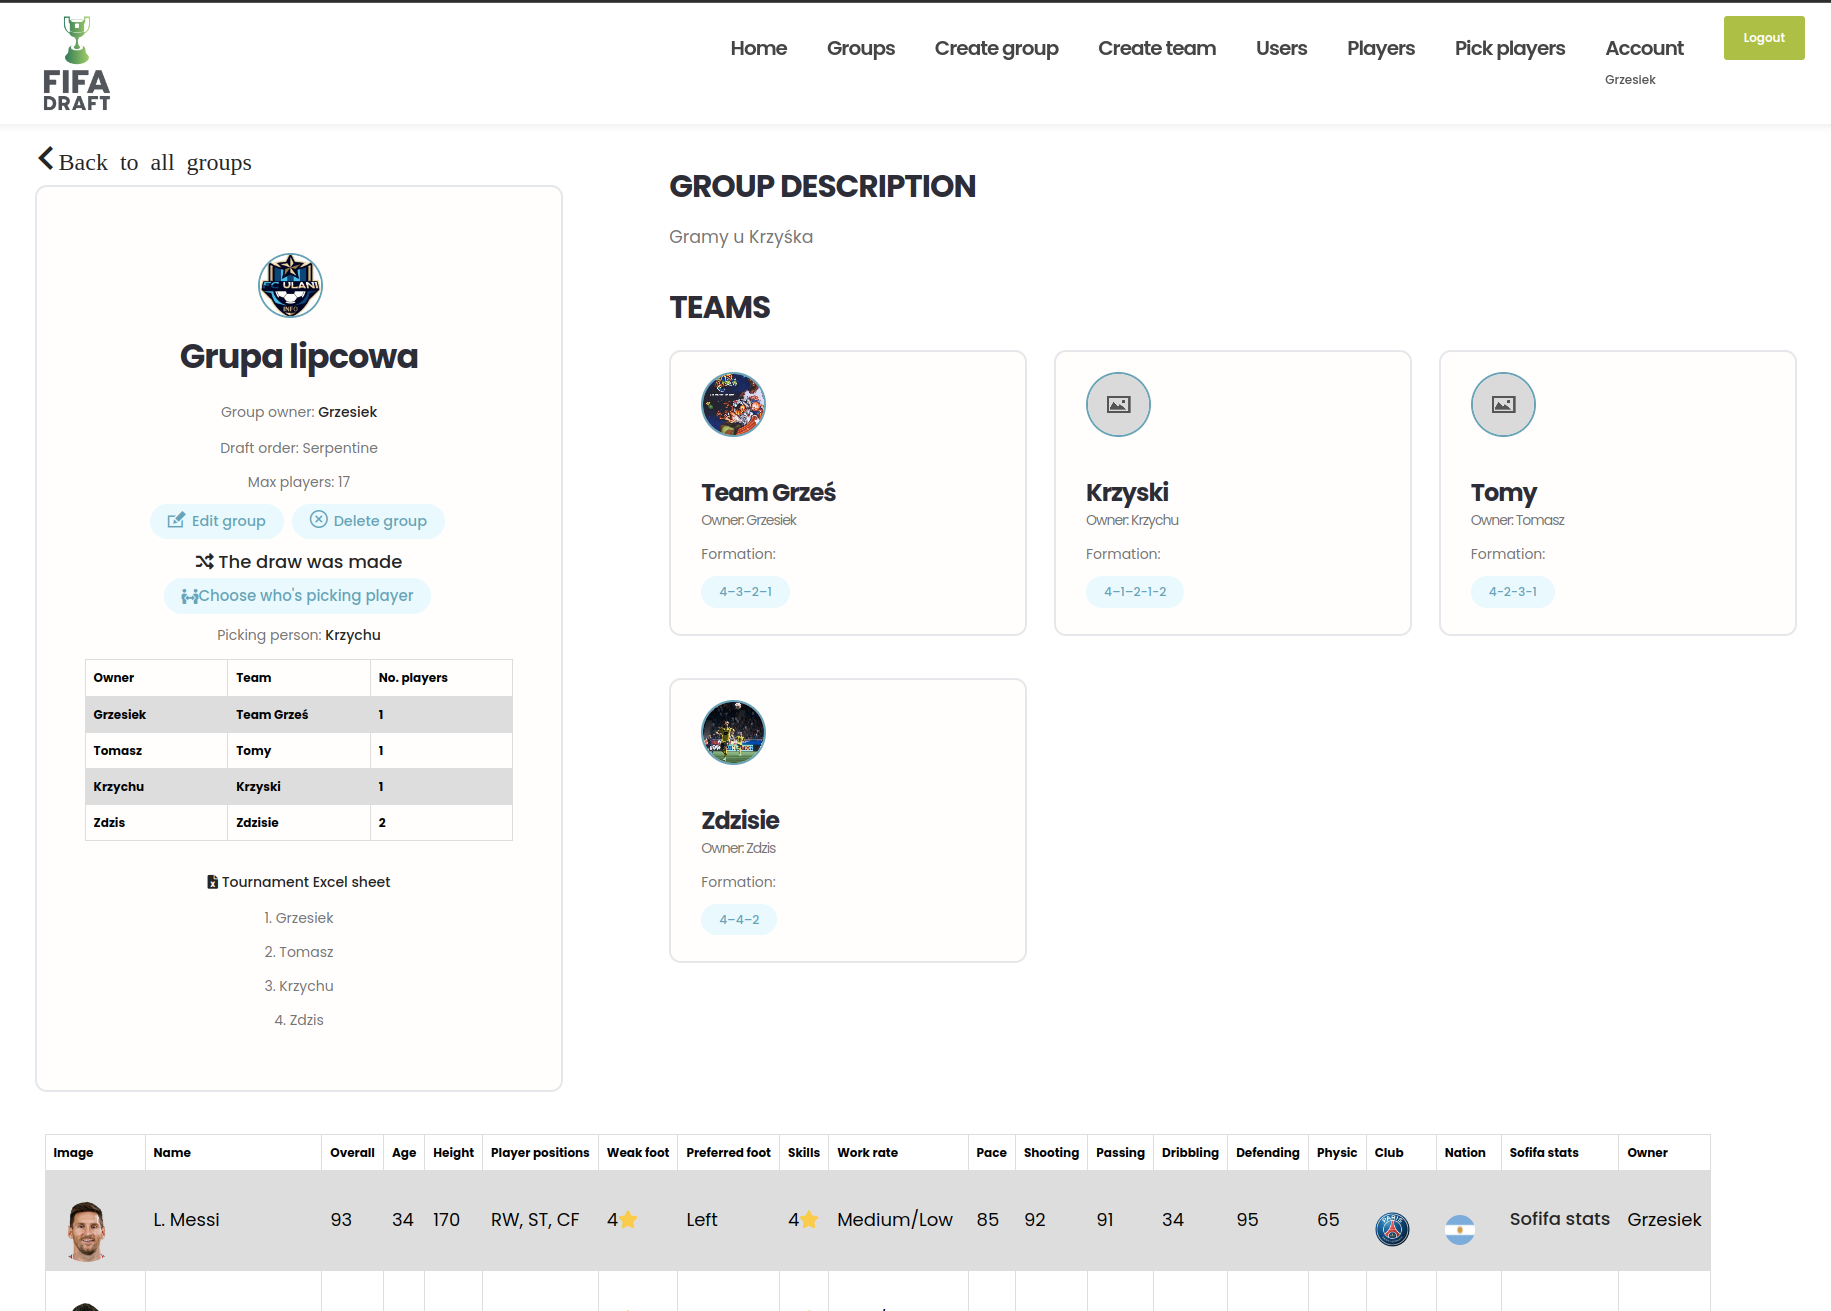 FIFA
DRAFT
Home Groups Create group Create team Users Players Pick players Account Logout
Grzesiek
Back to all groups
FC ULANI
INFO
Grupa lipcowa
Group owner: Grzesiek
Draft order: Serpentine
Max players: 17
Edit group Delete group
The draw was made
Choose who's picking player
Picking person: Krzychu
Owner Team No. players
Grzesiek Team Grześ 1
Tomasz Tomy 1
Krzychu Krzyski 1
Zdzis Zdzisie 2
Tournament Excel sheet
1. Grzesiek
2. Tomasz
3. Krzychu
4. Zdzis
GROUP DESCRIPTION
Gramy u Krzyśka
TEAMS
Team Grześ
Owner: Grzesiek
Formation:
4–3–2–1
Krzyski
Owner: Krzychu
Formation:
4–1–2-1-2
Tomy
Owner: Tomasz
Formation:
4-2-3-1
Zdzisie
Owner: Zdzis
Formation:
4–4–2
Image Name Overall Age Height Player positions Weak foot Preferred foot Skills Work rate Pace Shooting Passing Dribbling Defending Physic Club Nation Sofifa stats Owner
L. Messi 93 34 170 RW, ST, CF 4 Left 4 Medium/Low 85 92 91 34 95 65 Sofifa stats Grzesiek